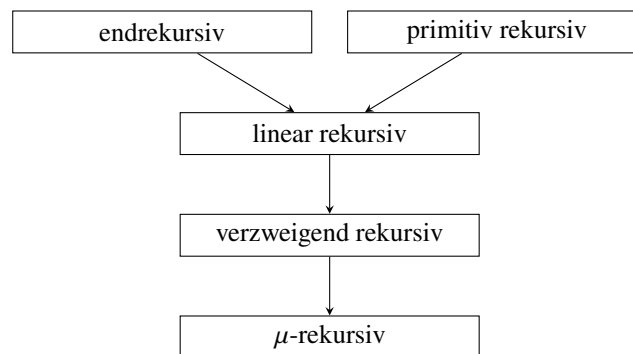 endrekursiv
primitiv rekursiv
linear rekursiv
verzweigend rekursiv
μ-rekursiv